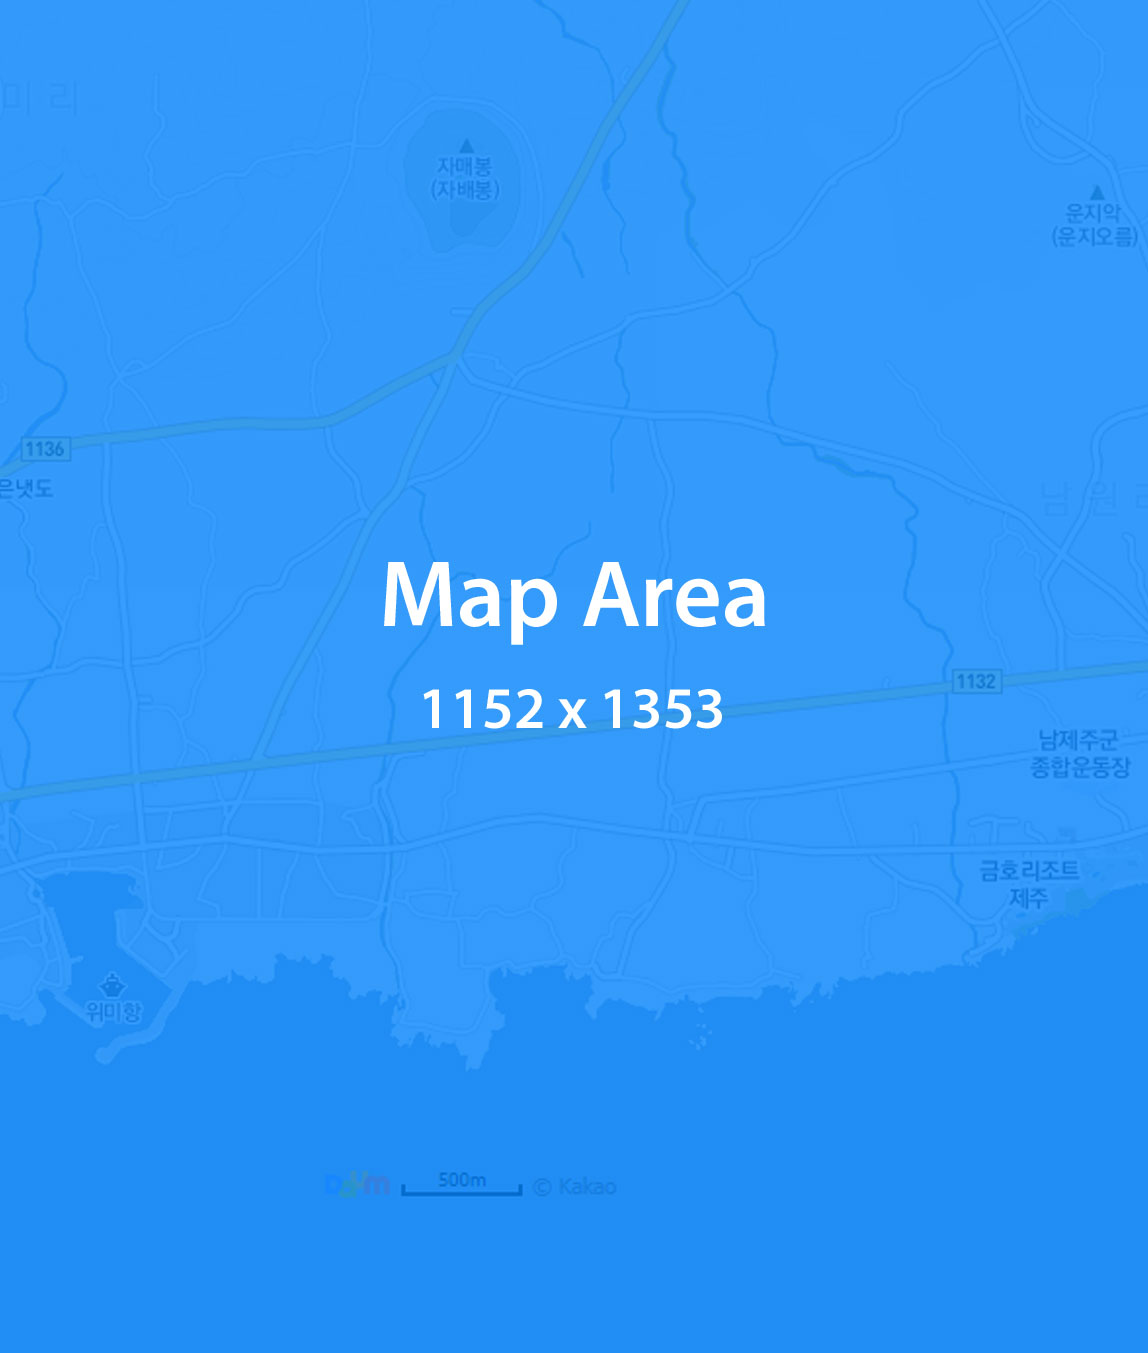 미 리
자매봉
(자배봉)
운지악
(운지오름)
1136
은냇도
남 원
Map Area
1152 x 1353
1132
남제주군
종합운동장
금호리조트
제주
위미항
Daum
500m
© Kakao